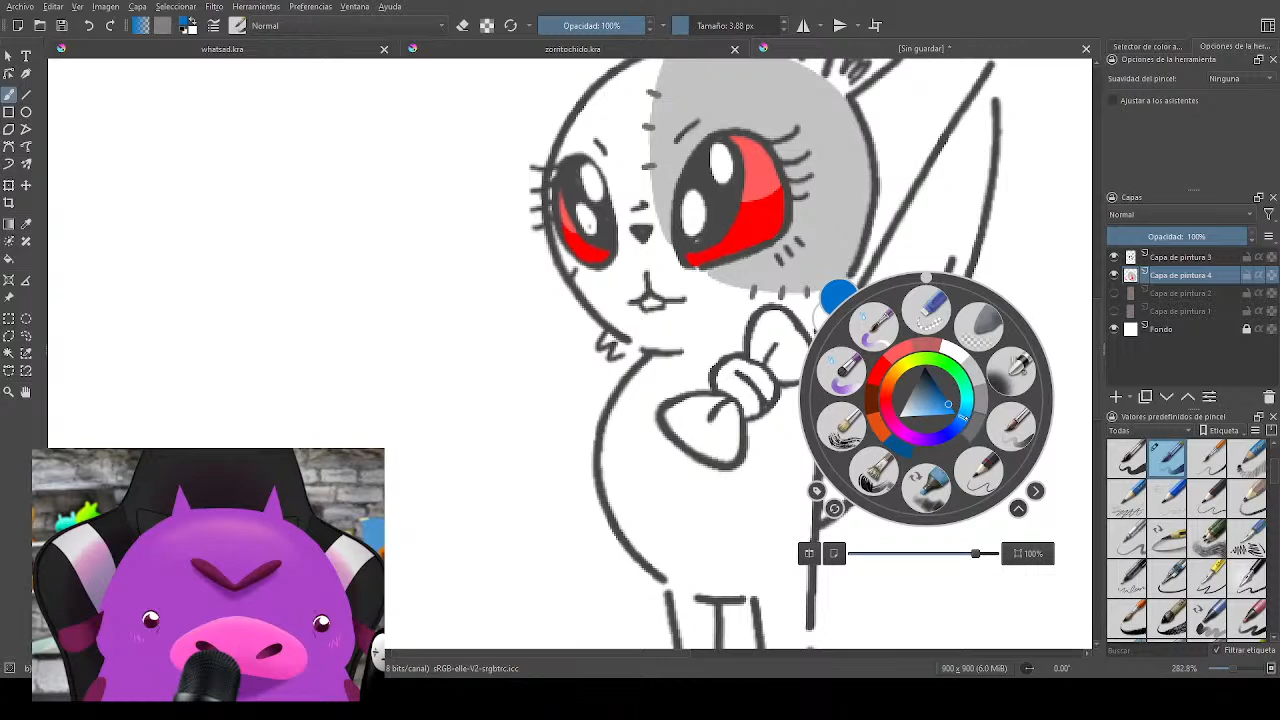 Archivo Editar Ver Imagen Capa Seleccionar Filtro Herramientas Preferencias Ventana Ayuda
Normal Opacidad: 100% Tamaño: 3.88 px
whatsad.kra zorritochido.kra [Sin guardar] *
Selector de color a... Opciones de la her...
Opciones de la herramienta
Suavidad del pincel: Ninguna
Ajustar a los asistentes
Capas
Normal
Opacidad: 100%
Capa de pintura 3
Capa de pintura 4
Capa de pintura 2
Capa de pintura 1
Fondo
Valores predefinidos de pincel
Todas Etiqueta
100%
Buscar Filtrar etiqueta
8 bits/canal) sRGB-elle-V2-srgbtrc.icc 900 x 900 (6.0 MiB) 0.00° 282.8%